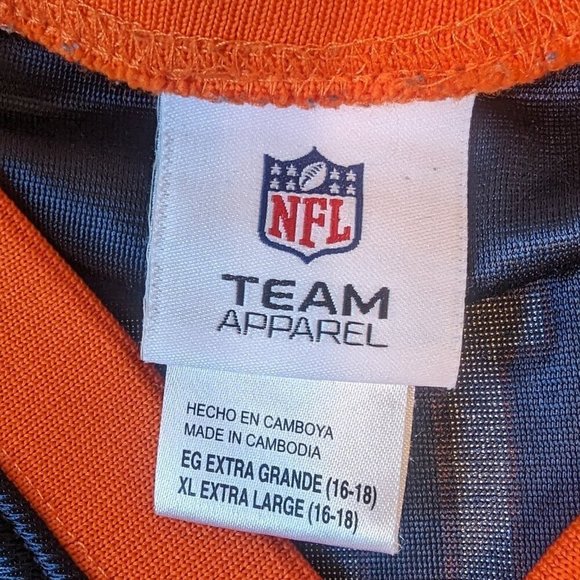 NFL
TEAM
APPAREL
HECHO EN CAMBOYA
MADE IN CAMBODIA
EG EXTRA GRANDE (16-18)
XL EXTRA LARGE (16-18)